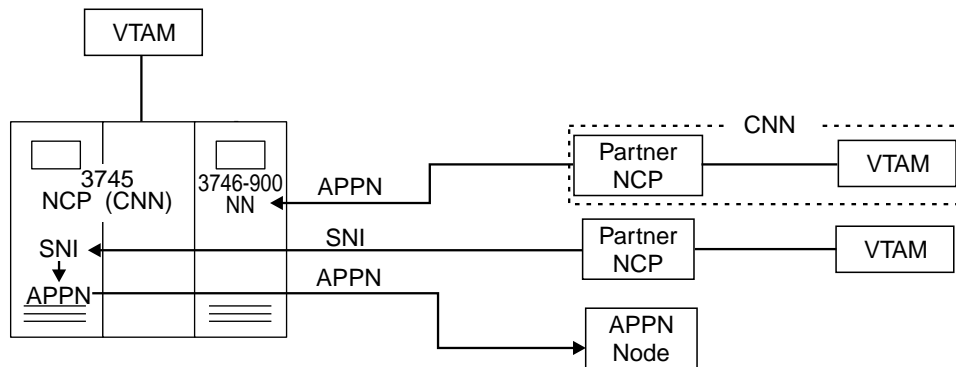 VTAM
CNN
3745
NCP (CNN)
3746-900
NN
APPN
Partner
NCP
VTAM
SNI
SNI
Partner
NCP
VTAM
APPN
APPN
APPN
Node